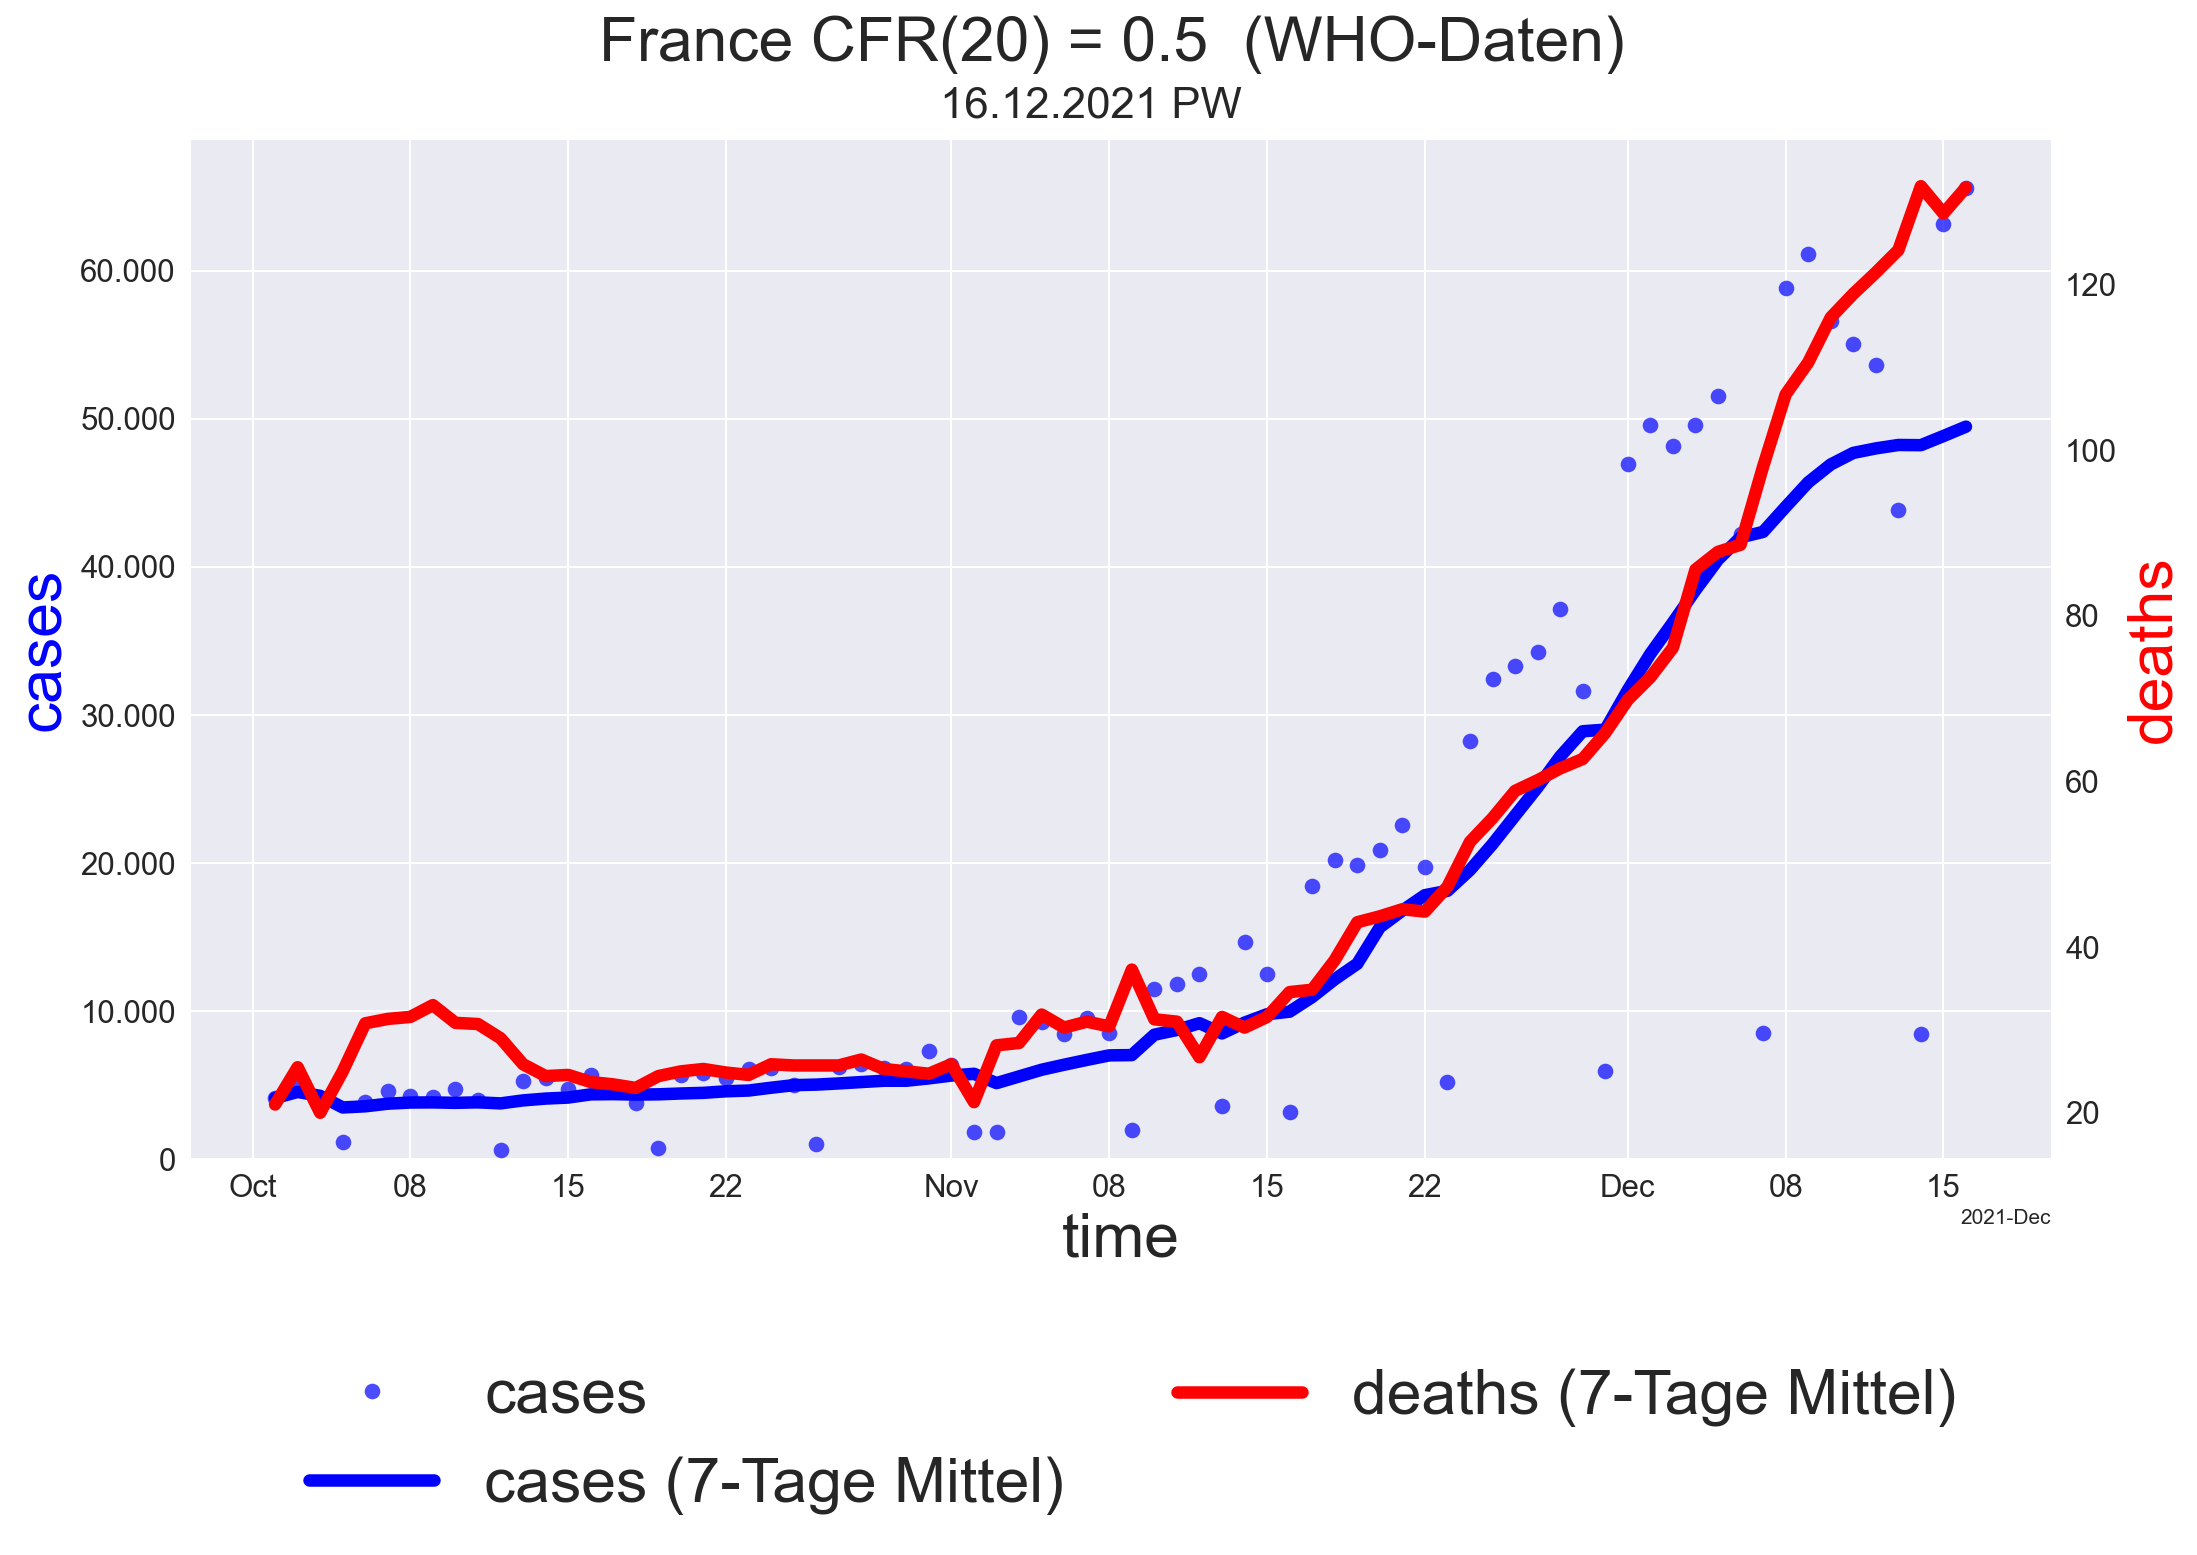 France CFR(20) = 0.5  (WHO-Daten)
16.12.2021 PW
cases
60.000
50.000
40.000
30.000
20.000
10.000
0
120
100
80
60
40
20
deaths
Oct 08 15 22 Nov 08 15 22 Dec 08 15
2021-Dec
time
cases
cases (7-Tage Mittel)
deaths (7-Tage Mittel)